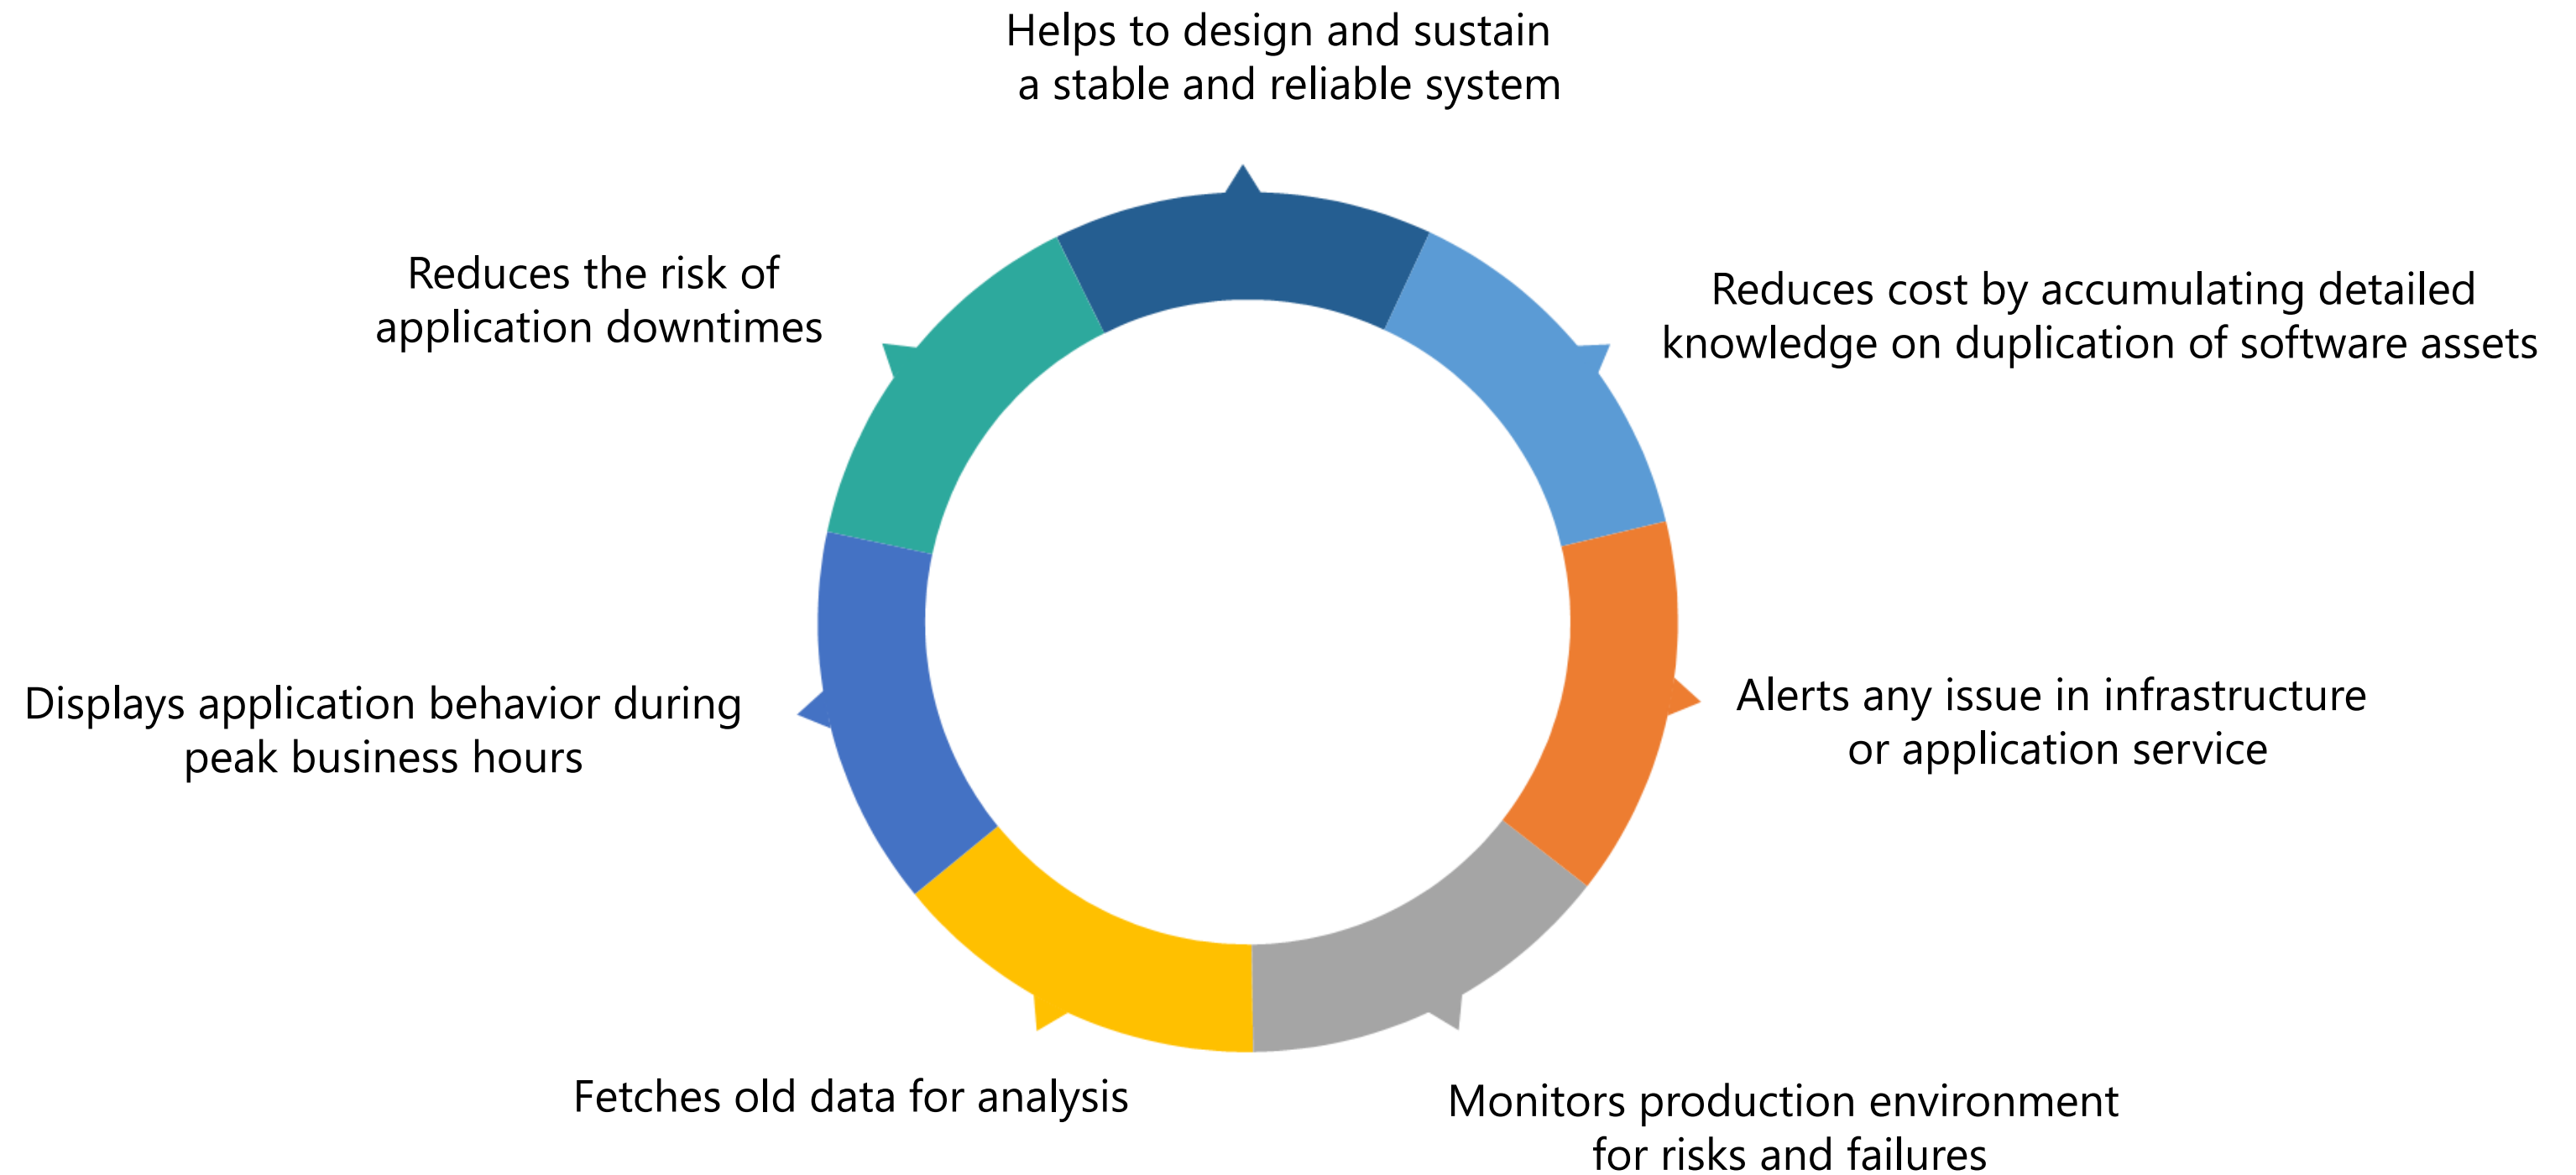 Helps to design and sustain
a stable and reliable system
Reduces the risk of
application downtimes
Reduces cost by accumulating detailed
knowledge on duplication of software assets
Displays application behavior during
peak business hours
Alerts any issue in infrastructure
or application service
Fetches old data for analysis
Monitors production environment
for risks and failures